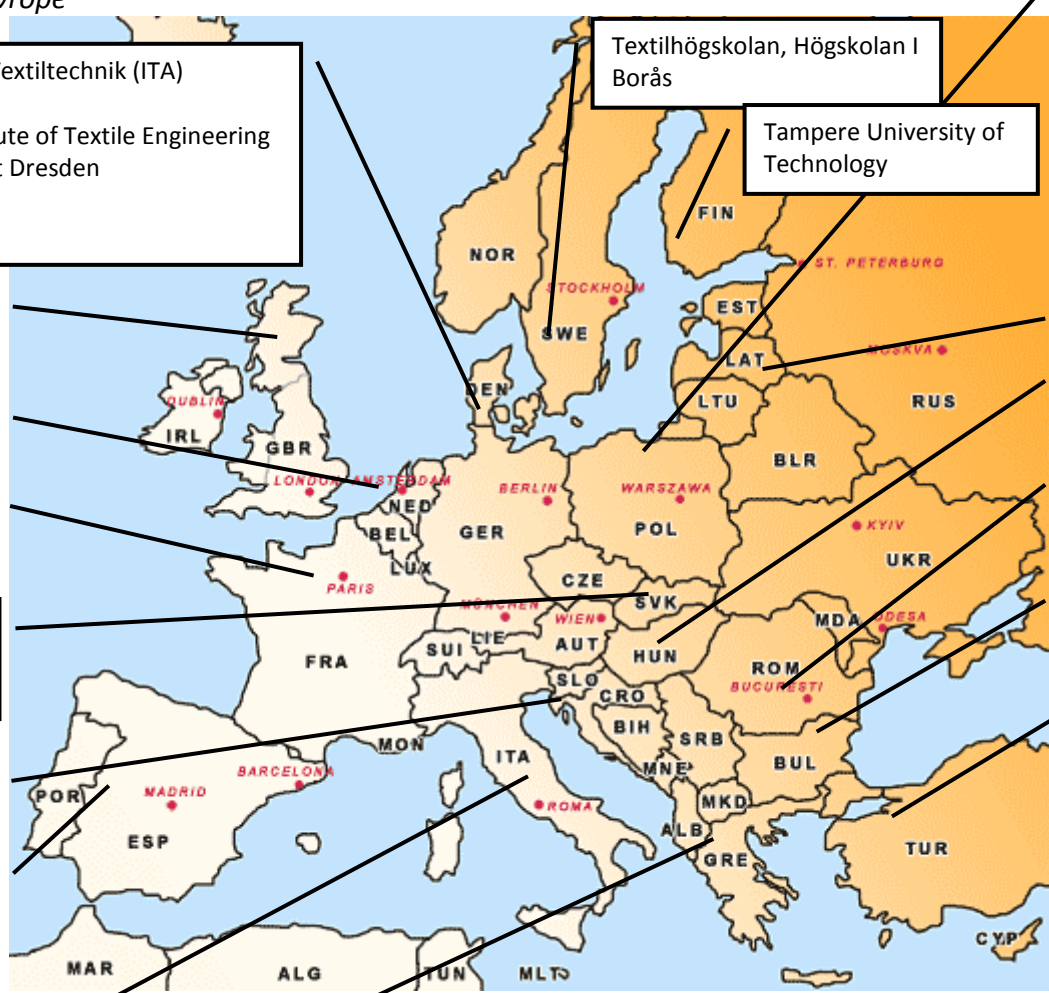 urope
Textilhögskolan, Högskolan I
Borås
extiltechnik (ITA)
ute of Textile Engineering
t Dresden
Tampere University of
Technology
FIN
NOR
ST. PETERBURG
STOCKHOLM
EST
SWE
LAT
MOSKVA
DEN
LTU
RUS
DUBLIN
IRL
GBR
BLR
LONDON
AMSTERDAM
BERLIN
WARSZAWA
NED
GER
POL
KYIV
BEL
UKR
LUX
CZE
PARIS
SVK
MÜNCHEN
WIEN
MDA
ODESA
LIE
SUI
AUT
HUN
FRA
ROM
SLO
BUCURESTI
CRO
BIH
SRB
MON
ITA
MNE
BUL
BARCELONA
POR
MADRID
ROMA
MKD
ALB
ESP
GRE
TUR
CYP
MAR
ALG
TUN
MLT